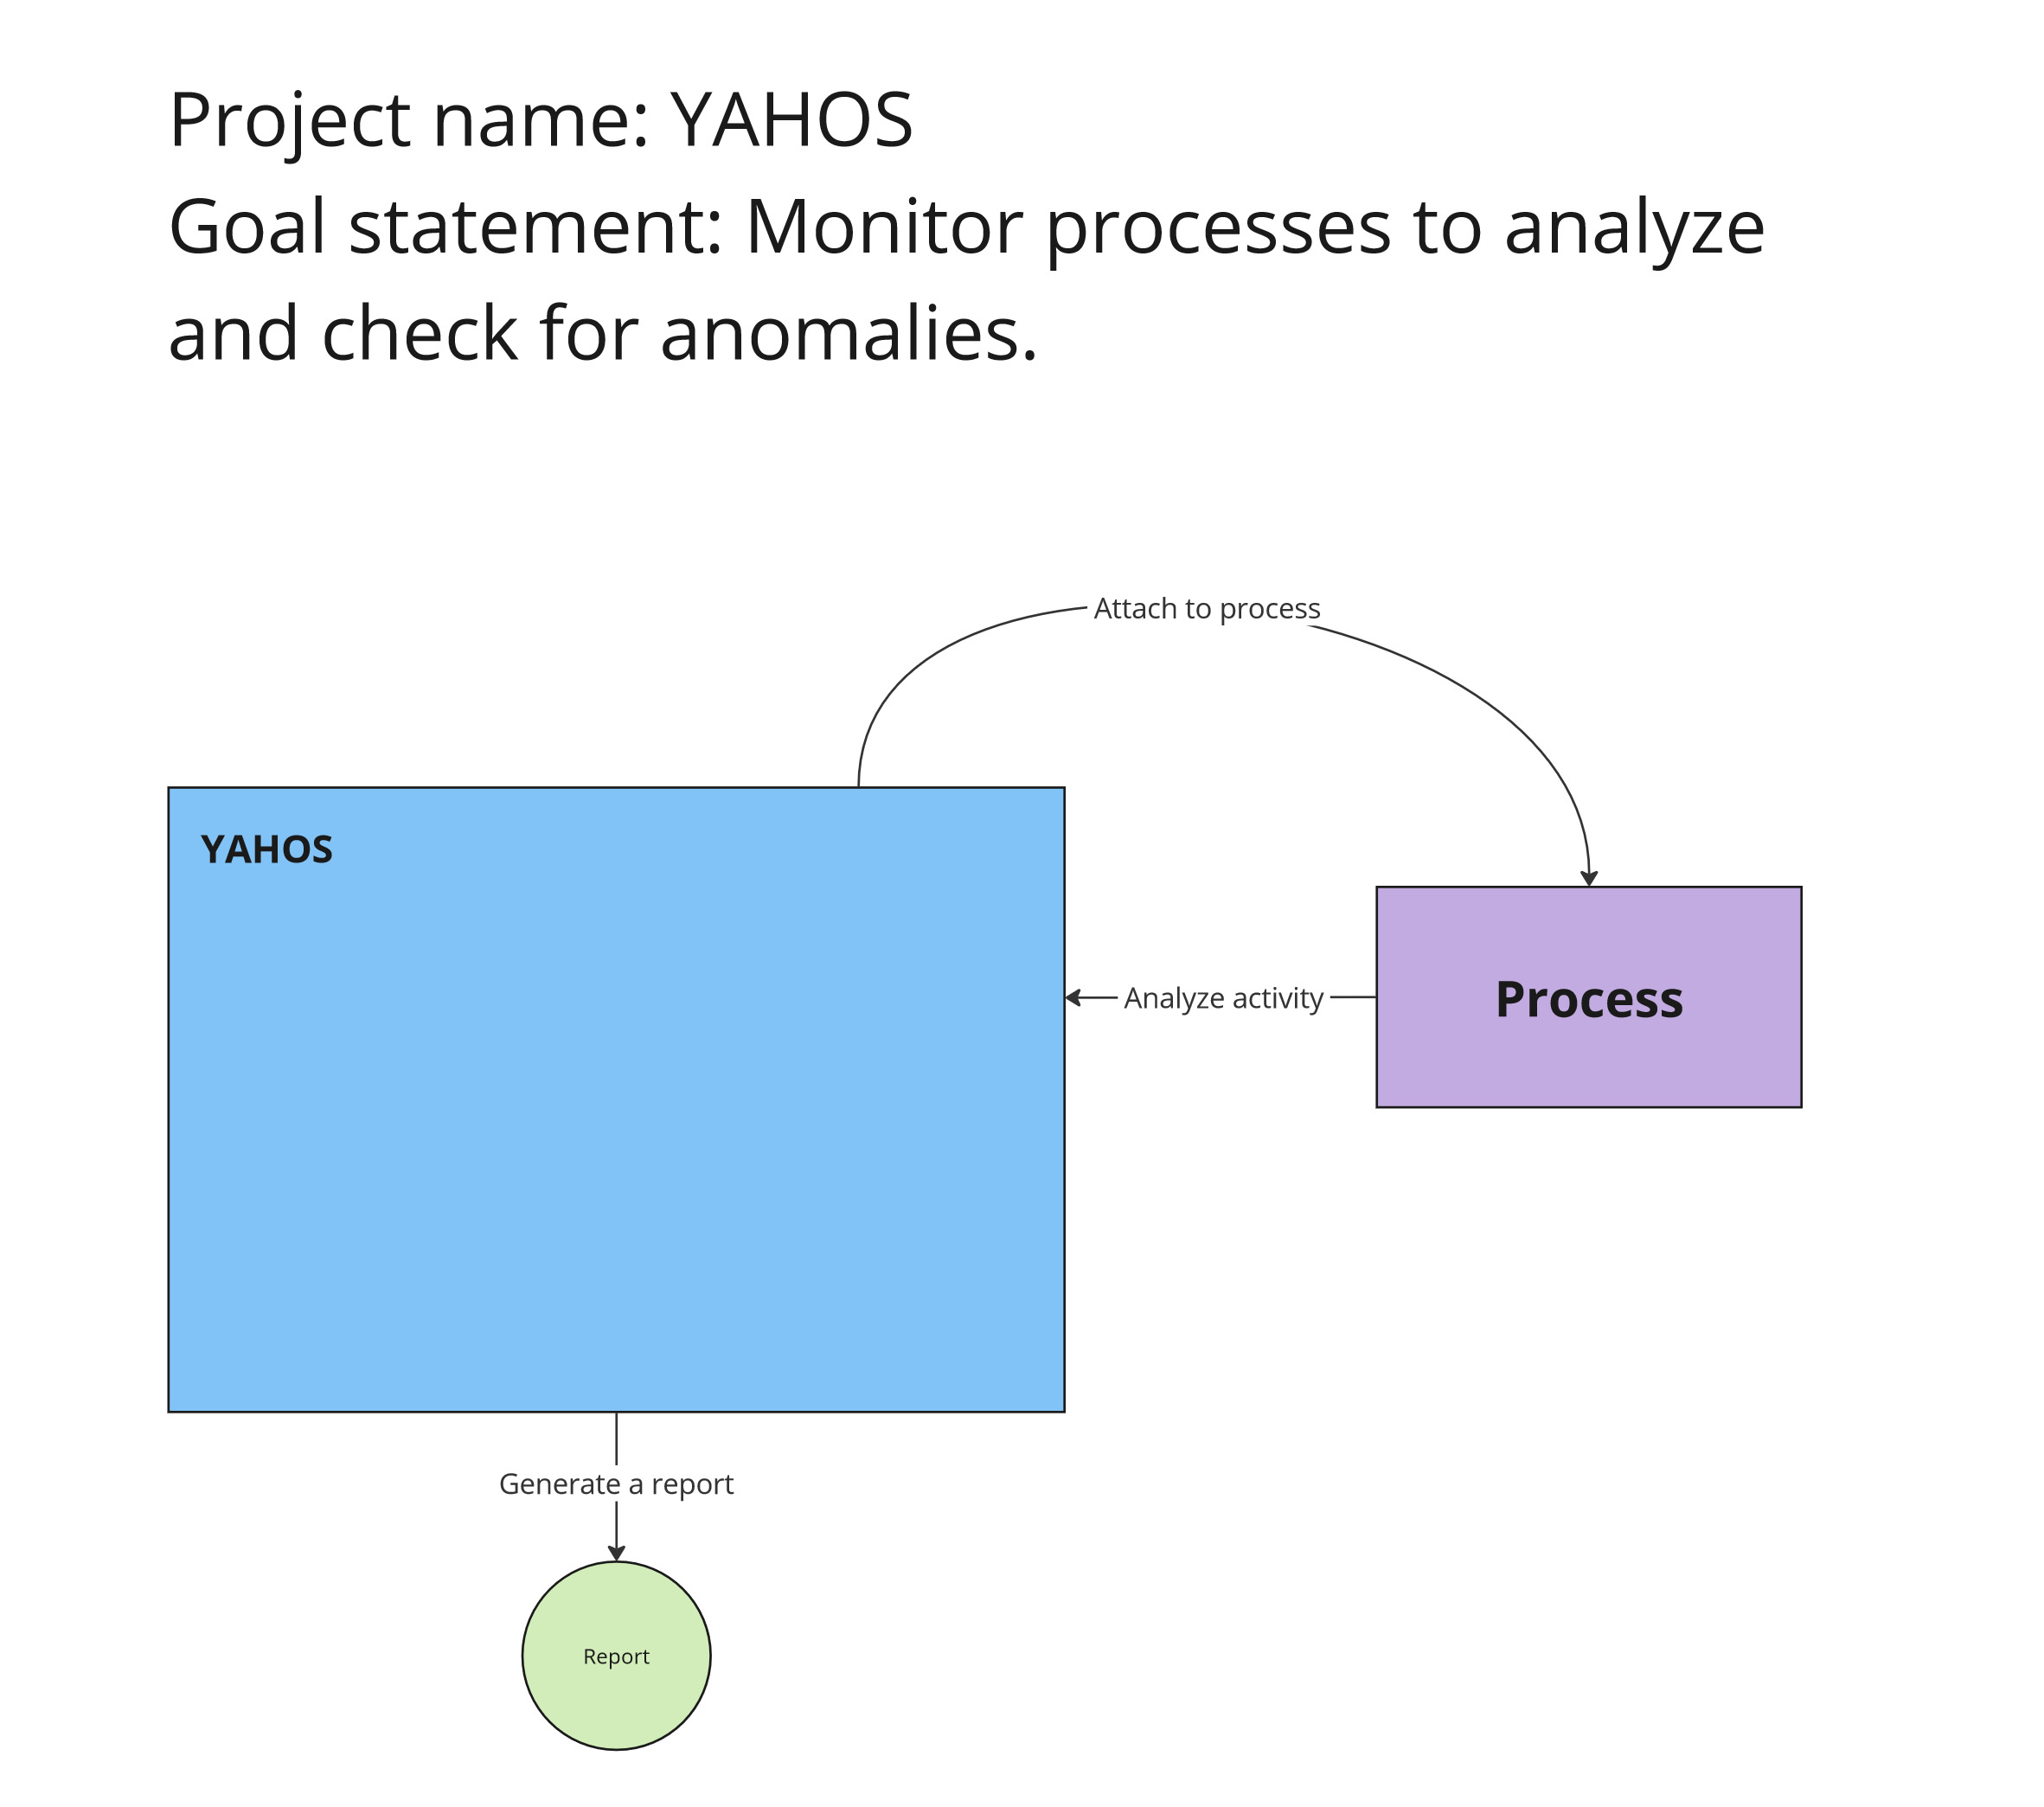 Project name: YAHOS
Goal statement: Monitor processes to analyze
and check for anomalies.
Attach to process
YAHOS
Analyze activity
Process
Generate a report
Report